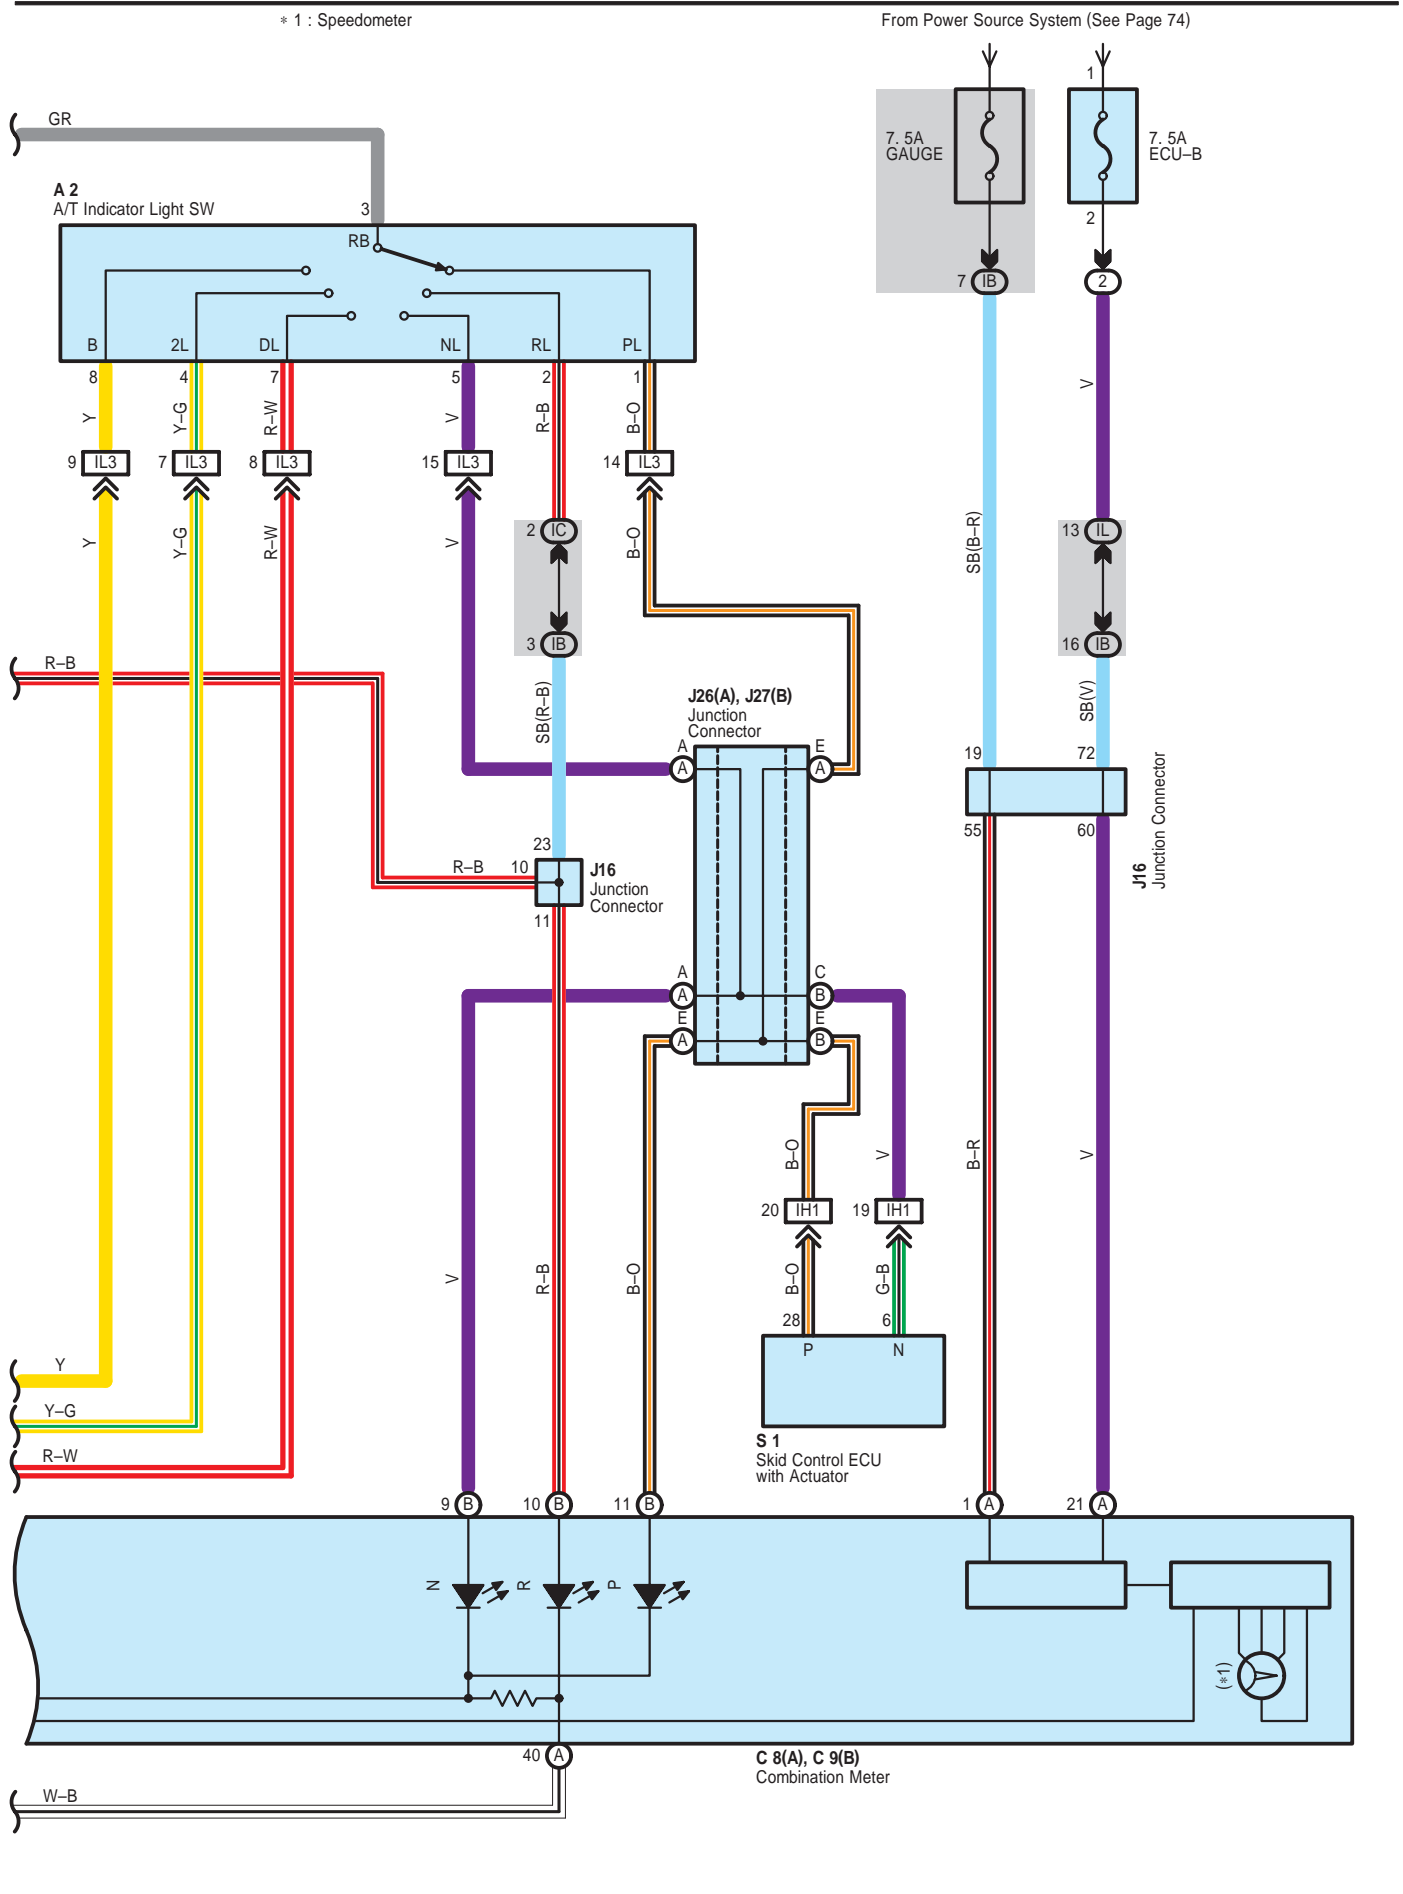 * 1 : Speedometer
From Power Source System (See Page 74)
1
GR
7. 5A
GAUGE
7. 5A
ECU–B
A 2
A/T Indicator Light SW
3
2
RB
7 IB
2
B 2L DL NL RL PL
8 4 7 5 2 1
Y Y–G R–W V R–B B–O
V
9 IL3 7 IL3 8 IL3 15 IL3 14 IL3
Y Y–G R–W V B–O
2 IC
SB(B–R)
13 IL
3 IB
16 IB
R–B
SB(R–B)
SB(V)
J26(A), J27(B)
Junction
Connector
A E
A A
19 72
J16
Junction Connector
55 60
23
R–B 10
J16
Junction
Connector
11
A C
A B
E E
A B
B–O V B–R V
20 IH1 19 IH1
V R–B B–O B–O G–B
28 6
P N
Y
Y–G
R–W
S 1
Skid Control ECU
with Actuator
9 B 10 B 11 B 1 A 21 A
N R P
(*1)
40 A
C 8(A), C 9(B)
Combination Meter
W–B